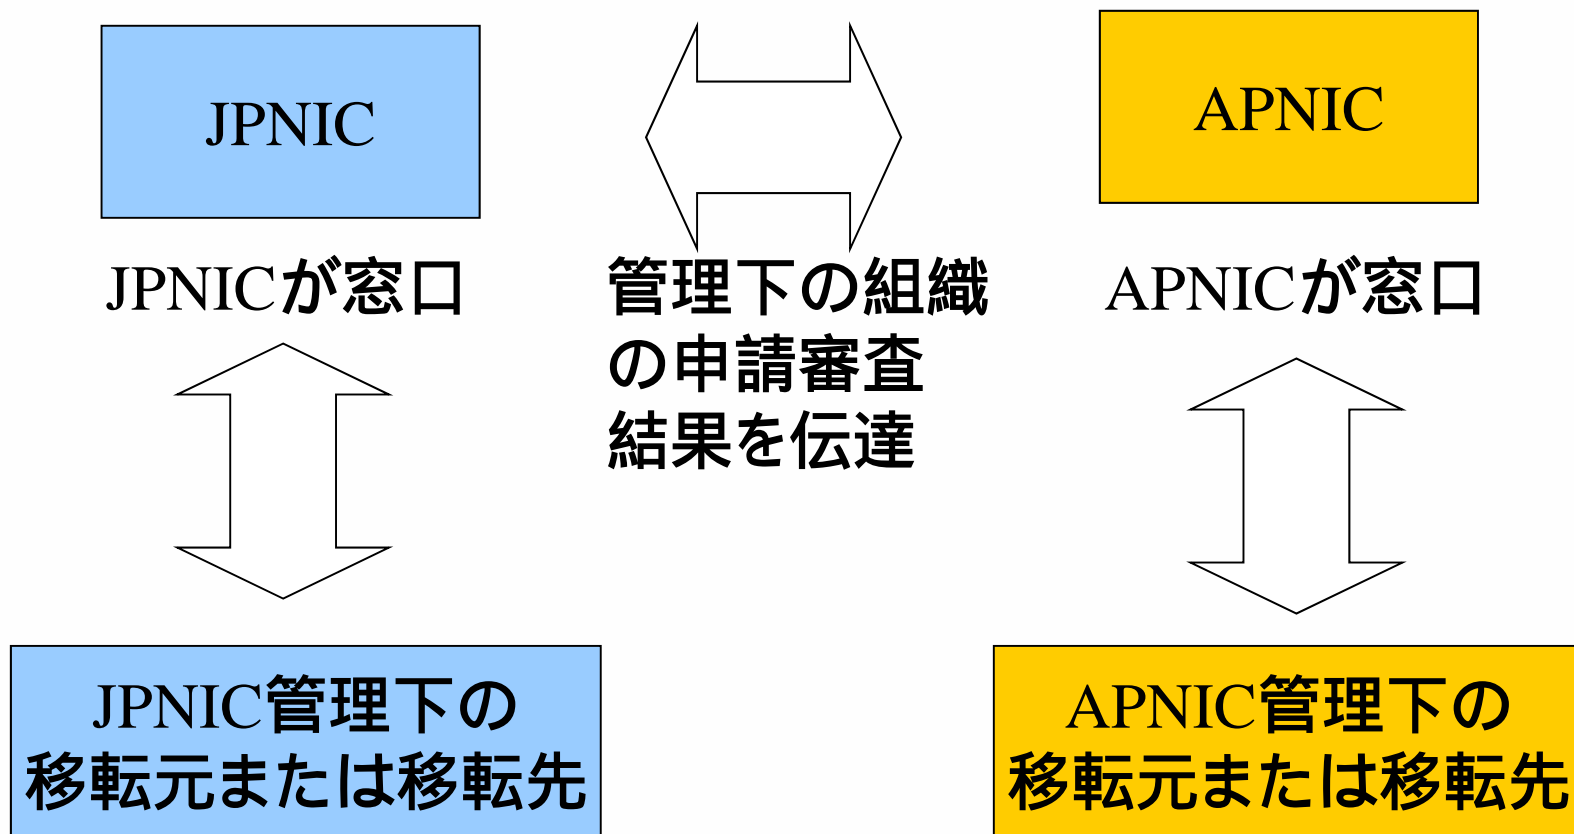 JPNIC
APNIC
JPNICが窓口
管理下の組織
の申請審査
結果を伝達
APNICが窓口
JPNIC管理下の
移転元または移転先
APNIC管理下の
移転元または移転先